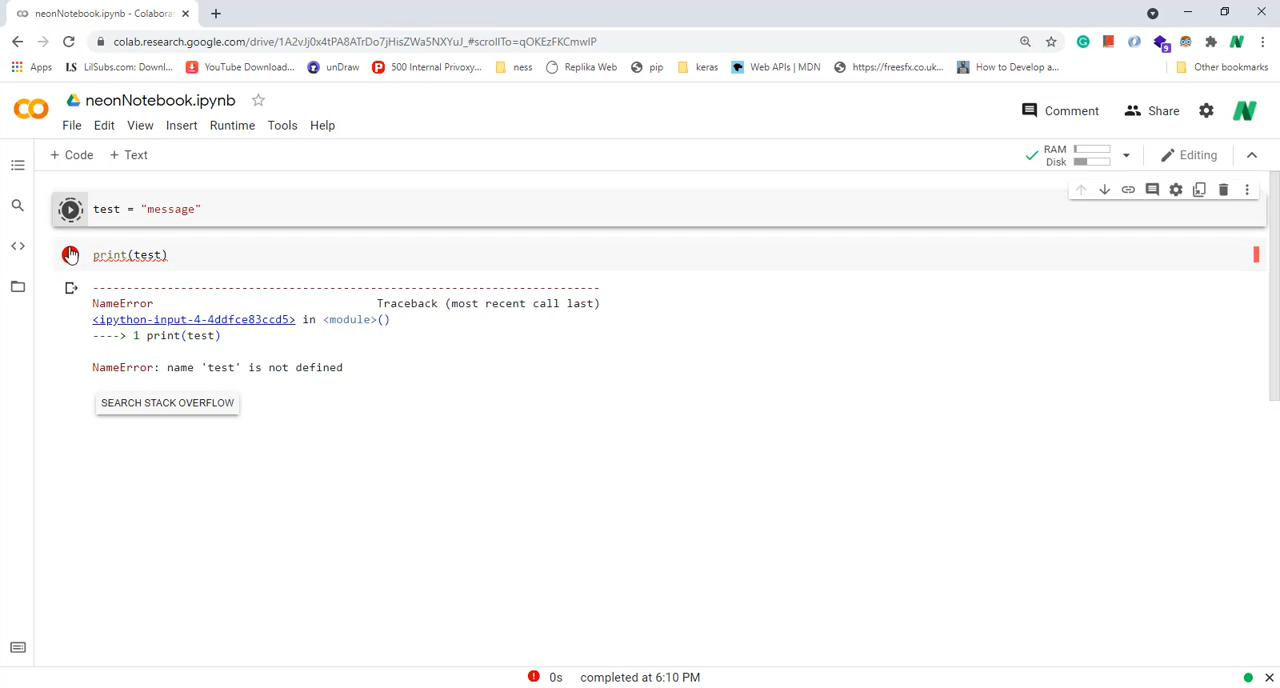 neonNotebook.ipynb - Colabora
colab.research.google.com/drive/1A2vJj0x4tPA8ATrDo7jHisZWa5NXYuJ_#scrollTo=qOKEzFKCmwIP
9
Apps LS LilSubs.com: Downl... YouTube Download... unDraw 500 Internal Privoxy... ness Replika Web pip keras Web APIs | MDN https://freesfx.co.uk... How to Develop a... Other bookmarks
neonNotebook.ipynb
Comment Share
File Edit View Insert Runtime Tools Help
+ Code + Text RAM Disk Editing
test = "message"
print(test)
---------------------------------------------------------------------------
NameError Traceback (most recent call last)
<ipython-input-4-4ddfce83ccd5> in <module>()
----> 1 print(test)
NameError: name 'test' is not defined
SEARCH STACK OVERFLOW
0s completed at 6:10 PM